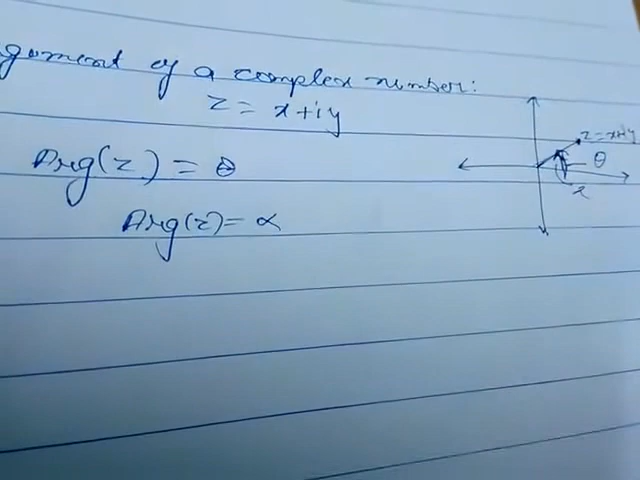 gument of a complex number:
z = x+iy
z=x+iy
Arg(z) = θ
θ
Arg(z) = α